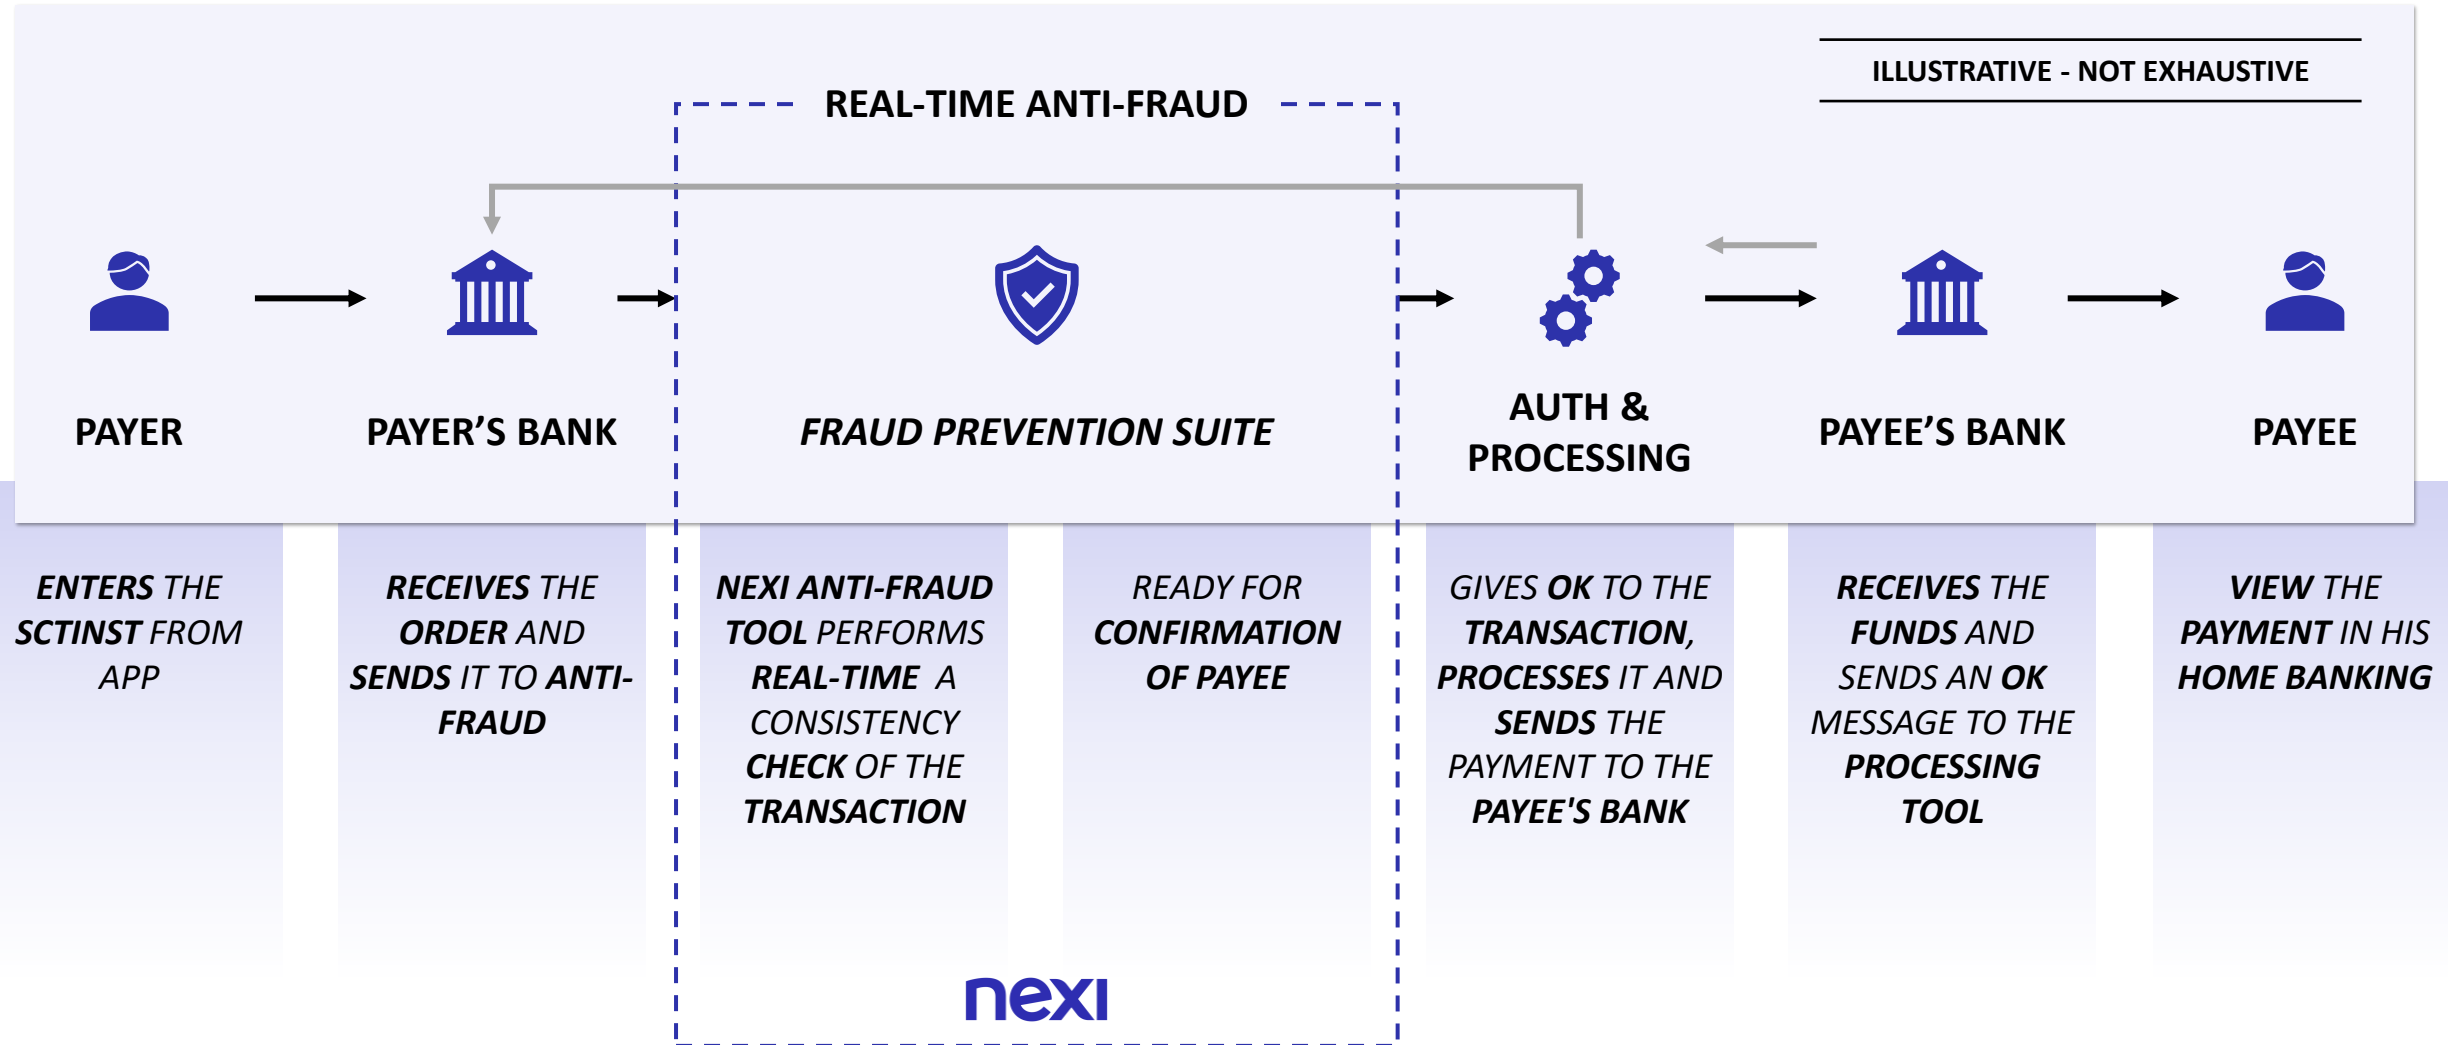 ILLUSTRATIVE - NOT EXHAUSTIVE
REAL-TIME ANTI-FRAUD
PAYER
PAYER’S BANK
FRAUD PREVENTION SUITE
AUTH &
PROCESSING
PAYEE’S BANK
PAYEE
ENTERS THE
SCTINST FROM
APP
RECEIVES THE
ORDER AND
SENDS IT TO ANTI-
FRAUD
NEXI ANTI-FRAUD
TOOL PERFORMS
REAL-TIME A
CONSISTENCY
CHECK OF THE
TRANSACTION
READY FOR
CONFIRMATION
OF PAYEE
GIVES OK TO THE
TRANSACTION,
PROCESSES IT AND
SENDS THE
PAYMENT TO THE
PAYEE'S BANK
RECEIVES THE
FUNDS AND
SENDS AN OK
MESSAGE TO THE
PROCESSING
TOOL
VIEW THE
PAYMENT IN HIS
HOME BANKING
nexi